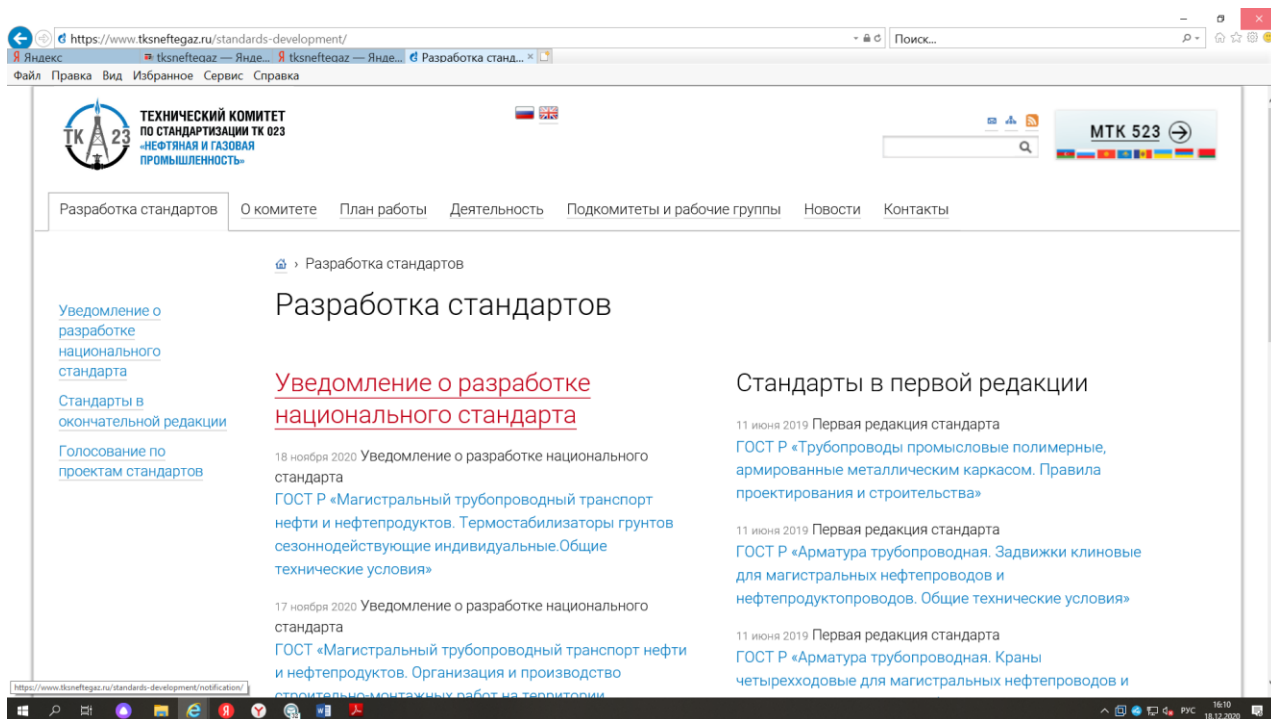 https://www.tksneftegaz.ru/standards-development/
Поиск...
Яндекс
tksneftegaz — Янде...
tksneftegaz — Янде...
Разработка станд...
Файл Правка Вид Избранное Сервис Справка
ТК 23
ТЕХНИЧЕСКИЙ КОМИТЕТ
ПО СТАНДАРТИЗАЦИИ ТК 023
«НЕФТЯНАЯ И ГАЗОВАЯ
ПРОМЫШЛЕННОСТЬ»
МТК 523
Разработка стандартов О комитете План работы Деятельность Подкомитеты и рабочие группы Новости Контакты
› Разработка стандартов
Разработка стандартов
Уведомление о
разработке
национального
стандарта
Стандарты в
окончательной редакции
Голосование по
проектам стандартов
Уведомление о разработке
национального стандарта
18 ноября 2020 Уведомление о разработке национального
стандарта
ГОСТ Р «Магистральный трубопроводный транспорт
нефти и нефтепродуктов. Термостабилизаторы грунтов
сезоннодействующие индивидуальные.Общие
технические условия»
17 ноября 2020 Уведомление о разработке национального
стандарта
ГОСТ «Магистральный трубопроводный транспорт нефти
и нефтепродуктов. Организация и производство
строительно-монтажных работ на территории
Стандарты в первой редакции
11 июня 2019 Первая редакция стандарта
ГОСТ Р «Трубопроводы промысловые полимерные,
армированные металлическим каркасом. Правила
проектирования и строительства»
11 июня 2019 Первая редакция стандарта
ГОСТ Р «Арматура трубопроводная. Задвижки клиновые
для магистральных нефтепроводов и
нефтепродуктопроводов. Общие технические условия»
11 июня 2019 Первая редакция стандарта
ГОСТ Р «Арматура трубопроводная. Краны
четырехходовые для магистральных нефтепроводов и
https://www.tksneftegaz.ru/standards-development/notification/
РУС
16:10
18.12.2020